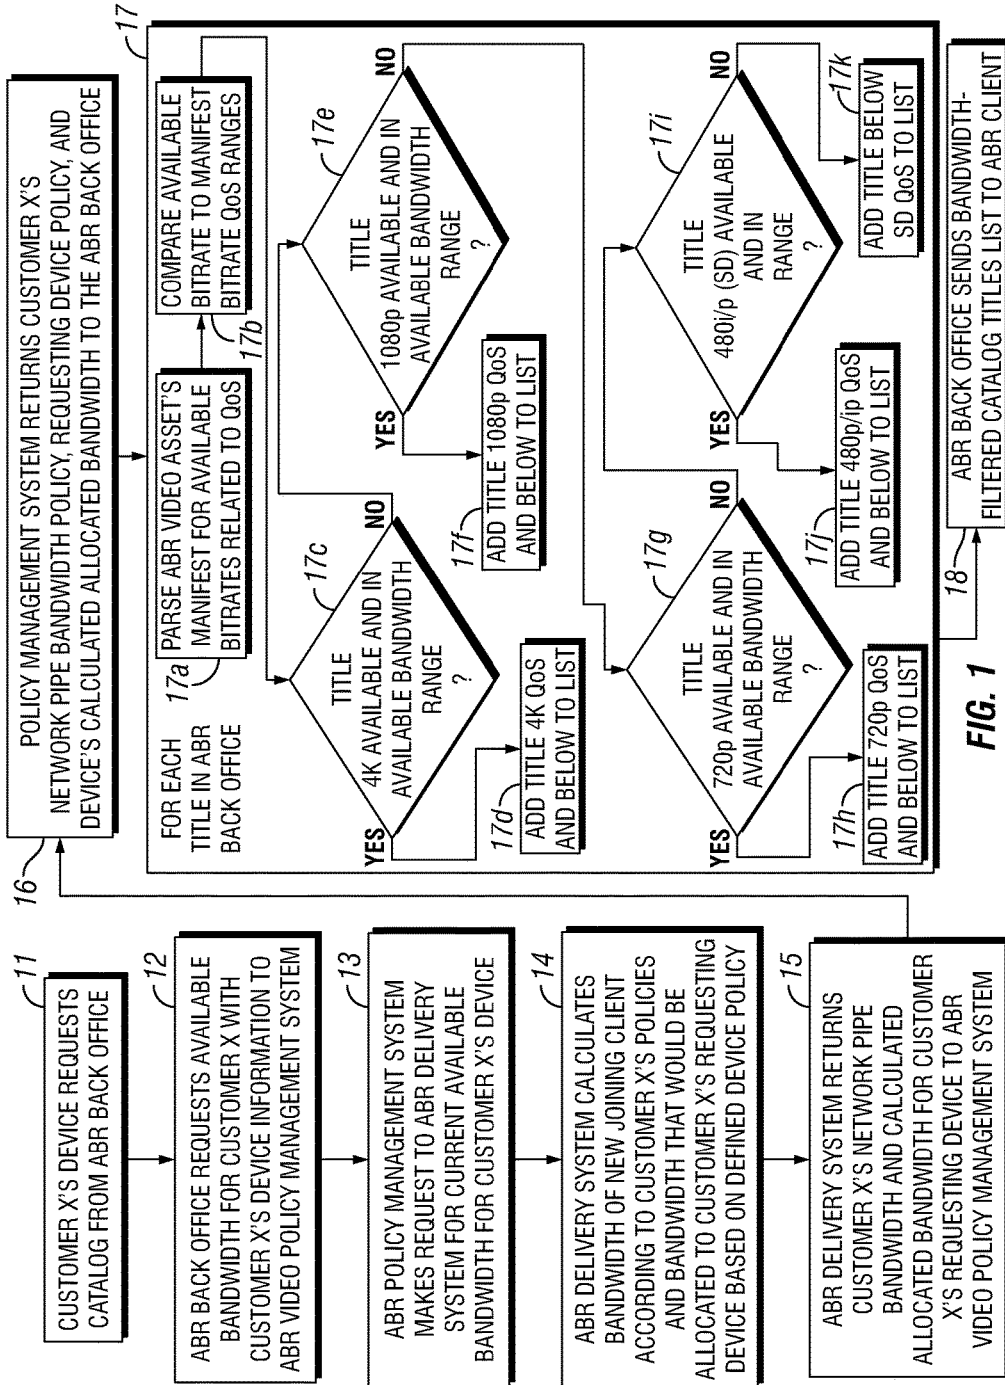 11
CUSTOMER X'S DEVICE REQUESTS
CATALOG FROM ABR BACK OFFICE
12
ABR BACK OFFICE REQUESTS AVAILABLE
BANDWIDTH FOR CUSTOMER X WITH
CUSTOMER X'S DEVICE INFORMATION TO
ABR VIDEO POLICY MANAGEMENT SYSTEM
13
ABR POLICY MANAGEMENT SYSTEM
MAKES REQUEST TO ABR DELIVERY
SYSTEM FOR CURRENT AVAILABLE
BANDWIDTH FOR CUSTOMER X'S DEVICE
14
ABR DELIVERY SYSTEM CALCULATES
BANDWIDTH OF NEW JOINING CLIENT
ACCORDING TO CUSTOMER X'S POLICIES
AND BANDWIDTH THAT WOULD BE
ALLOCATED TO CUSTOMER X'S REQUESTING
DEVICE BASED ON DEFINED DEVICE POLICY
15
ABR DELIVERY SYSTEM RETURNS
CUSTOMER X'S NETWORK PIPE
BANDWIDTH AND CALCULATED
ALLOCATED BANDWIDTH FOR CUSTOMER
X'S REQUESTING DEVICE TO ABR
VIDEO POLICY MANAGEMENT SYSTEM
16
POLICY MANAGEMENT SYSTEM RETURNS CUSTOMER X'S
NETWORK PIPE BANDWIDTH POLICY, REQUESTING DEVICE POLICY, AND
DEVICE'S CALCULATED ALLOCATED BANDWIDTH TO THE ABR BACK OFFICE
17
FOR EACH
TITLE IN ABR
BACK OFFICE
17a
PARSE ABR VIDEO ASSET'S
MANIFEST FOR AVAILABLE
BITRATES RELATED TO QoS
17b
COMPARE AVAILABLE
BITRATE TO MANIFEST
BITRATE QoS RANGES
17c
TITLE
4K AVAILABLE AND IN
AVAILABLE BANDWIDTH
RANGE
?
YES
NO
17d
ADD TITLE 4K QoS
AND BELOW TO LIST
17e
TITLE
1080p AVAILABLE AND IN
AVAILABLE BANDWIDTH
RANGE
?
YES
NO
17f
ADD TITLE 1080p QoS
AND BELOW TO LIST
17g
TITLE
720p AVAILABLE AND IN
AVAILABLE BANDWIDTH
RANGE
?
YES
NO
17h
ADD TITLE 720p QoS
AND BELOW TO LIST
17i
TITLE
480i/p (SD) AVAILABLE
AND IN
RANGE
?
YES
NO
17j
ADD TITLE 480p/ip QoS
AND BELOW TO LIST
17k
ADD TITLE BELOW
SD QoS TO LIST
18
ABR BACK OFFICE SENDS BANDWIDTH-
FILTERED CATALOG TITLES LIST TO ABR CLIENT
FIG. 1